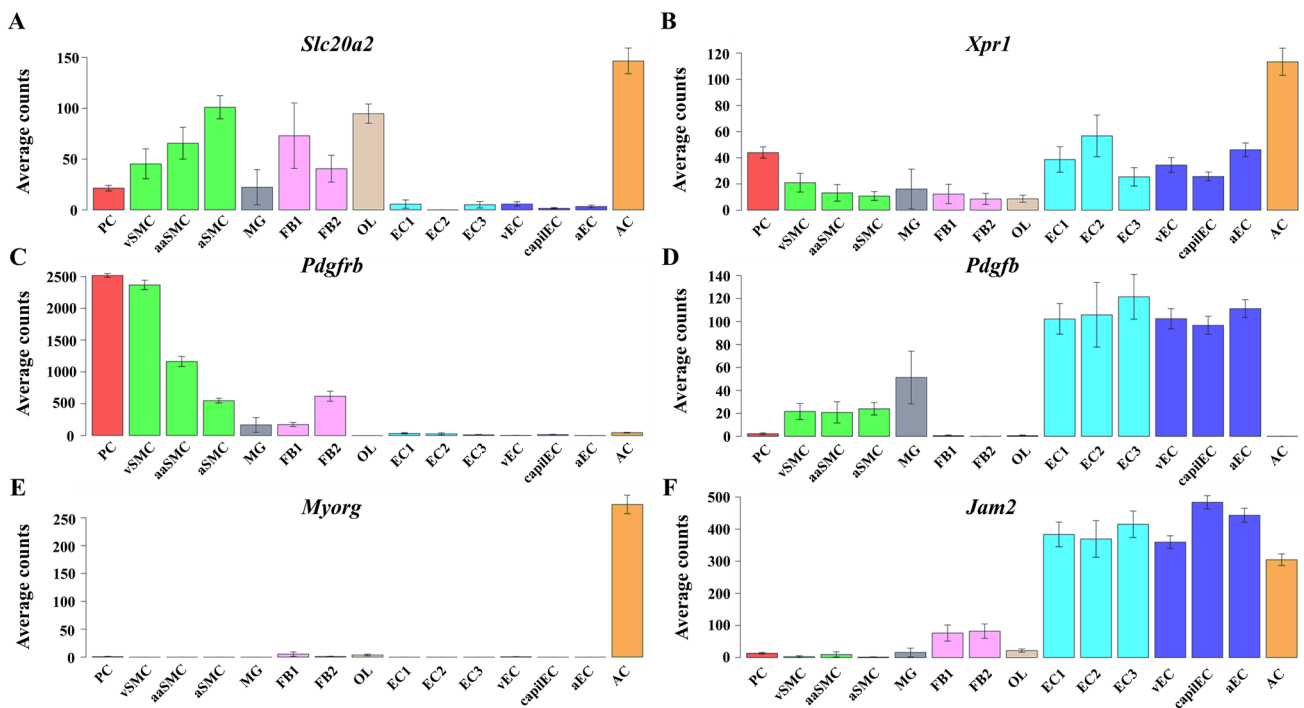 A
Slc20a2
Average counts
150
100
50
0
PC vSMC aaSMC aSMC MG FB1 FB2 OL EC1 EC2 EC3 vEC capilEC aEC AC
B
Xpr1
Average counts
120
100
80
60
40
20
0
PC vSMC aaSMC aSMC MG FB1 FB2 OL EC1 EC2 EC3 vEC capilEC aEC AC
C
Pdgfrb
Average counts
2500
2000
1500
1000
500
0
PC vSMC aaSMC aSMC MG FB1 FB2 OL EC1 EC2 EC3 vEC capilEC aEC AC
D
Pdgfb
Average counts
140
120
100
80
60
40
20
0
PC vSMC aaSMC aSMC MG FB1 FB2 OL EC1 EC2 EC3 vEC capilEC aEC AC
E
Myorg
Average counts
250
200
150
100
50
0
PC vSMC aaSMC aSMC MG FB1 FB2 OL EC1 EC2 EC3 vEC capilEC aEC AC
F
Jam2
Average counts
500
400
300
200
100
0
PC vSMC aaSMC aSMC MG FB1 FB2 OL EC1 EC2 EC3 vEC capilEC aEC AC